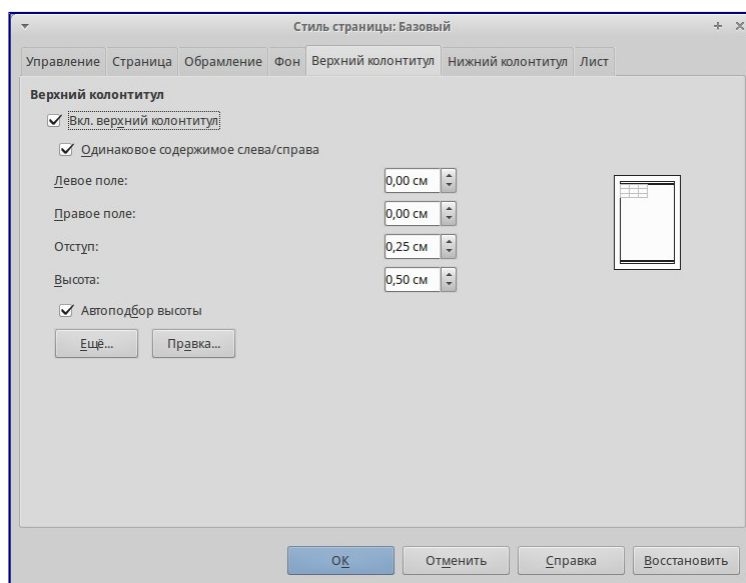 Стиль страницы: Базовый
Управление Страница Обрамление Фон Верхний колонтитул Нижний колонтитул Лист
Верхний колонтитул
Вкл. верхний колонтитул
Одинаковое содержимое слева/справа
Левое поле: 0,00 см
Правое поле: 0,00 см
Отступ: 0,25 см
Высота: 0,50 см
Автоподбор высоты
Ещё... Правка...
ОК Отменить Справка Восстановить